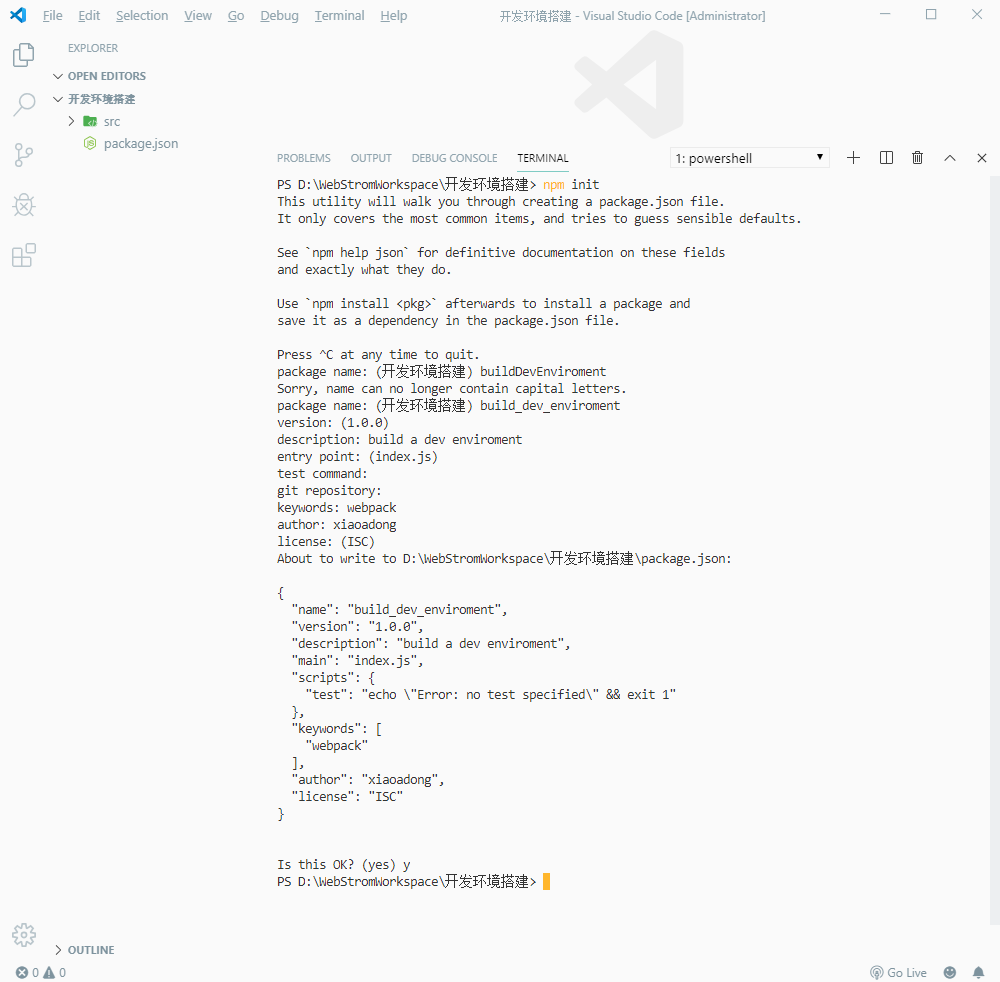 File Edit Selection View Go Debug Terminal Help 开发环境搭建 - Visual Studio Code [Administrator]
EXPLORER
OPEN EDITORS
开发环境搭建
src
package.json
PROBLEMS OUTPUT DEBUG CONSOLE TERMINAL 1: powershell
PS D:\WebStromWorkspace\开发环境搭建> npm init
This utility will walk you through creating a package.json file.
It only covers the most common items, and tries to guess sensible defaults.
See `npm help json` for definitive documentation on these fields
and exactly what they do.
Use `npm install <pkg>` afterwards to install a package and
save it as a dependency in the package.json file.
Press ^C at any time to quit.
package name: (开发环境搭建) buildDevEnviroment
Sorry, name can no longer contain capital letters.
package name: (开发环境搭建) build_dev_enviroment
version: (1.0.0)
description: build a dev enviroment
entry point: (index.js)
test command:
git repository:
keywords: webpack
author: xiaoadong
license: (ISC)
About to write to D:\WebStromWorkspace\开发环境搭建\package.json:
{
  "name": "build_dev_enviroment",
  "version": "1.0.0",
  "description": "build a dev enviroment",
  "main": "index.js",
  "scripts": {
    "test": "echo \"Error: no test specified\" && exit 1"
  },
  "keywords": [
    "webpack"
  ],
  "author": "xiaoadong",
  "license": "ISC"
}
Is this OK? (yes) y
PS D:\WebStromWorkspace\开发环境搭建>
OUTLINE
0 0 Go Live